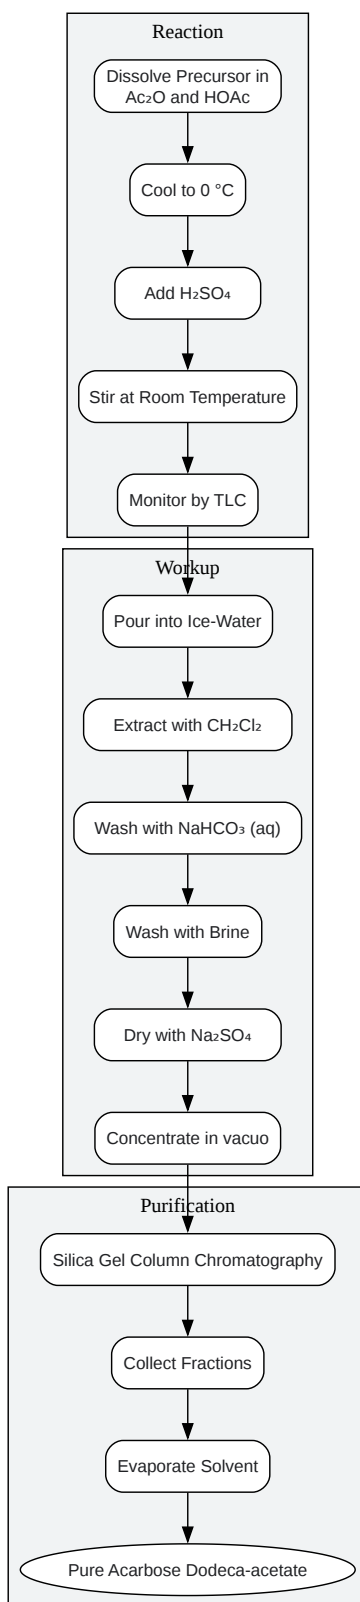 Reaction
Dissolve Precursor in
Ac₂O and HOAc
Cool to 0 °C
Add H₂SO₄
Stir at Room Temperature
Monitor by TLC
Workup
Pour into Ice-Water
Extract with CH₂Cl₂
Wash with NaHCO₃ (aq)
Wash with Brine
Dry with Na₂SO₄
Concentrate in vacuo
Purification
Silica Gel Column Chromatography
Collect Fractions
Evaporate Solvent
Pure Acarbose Dodeca-acetate